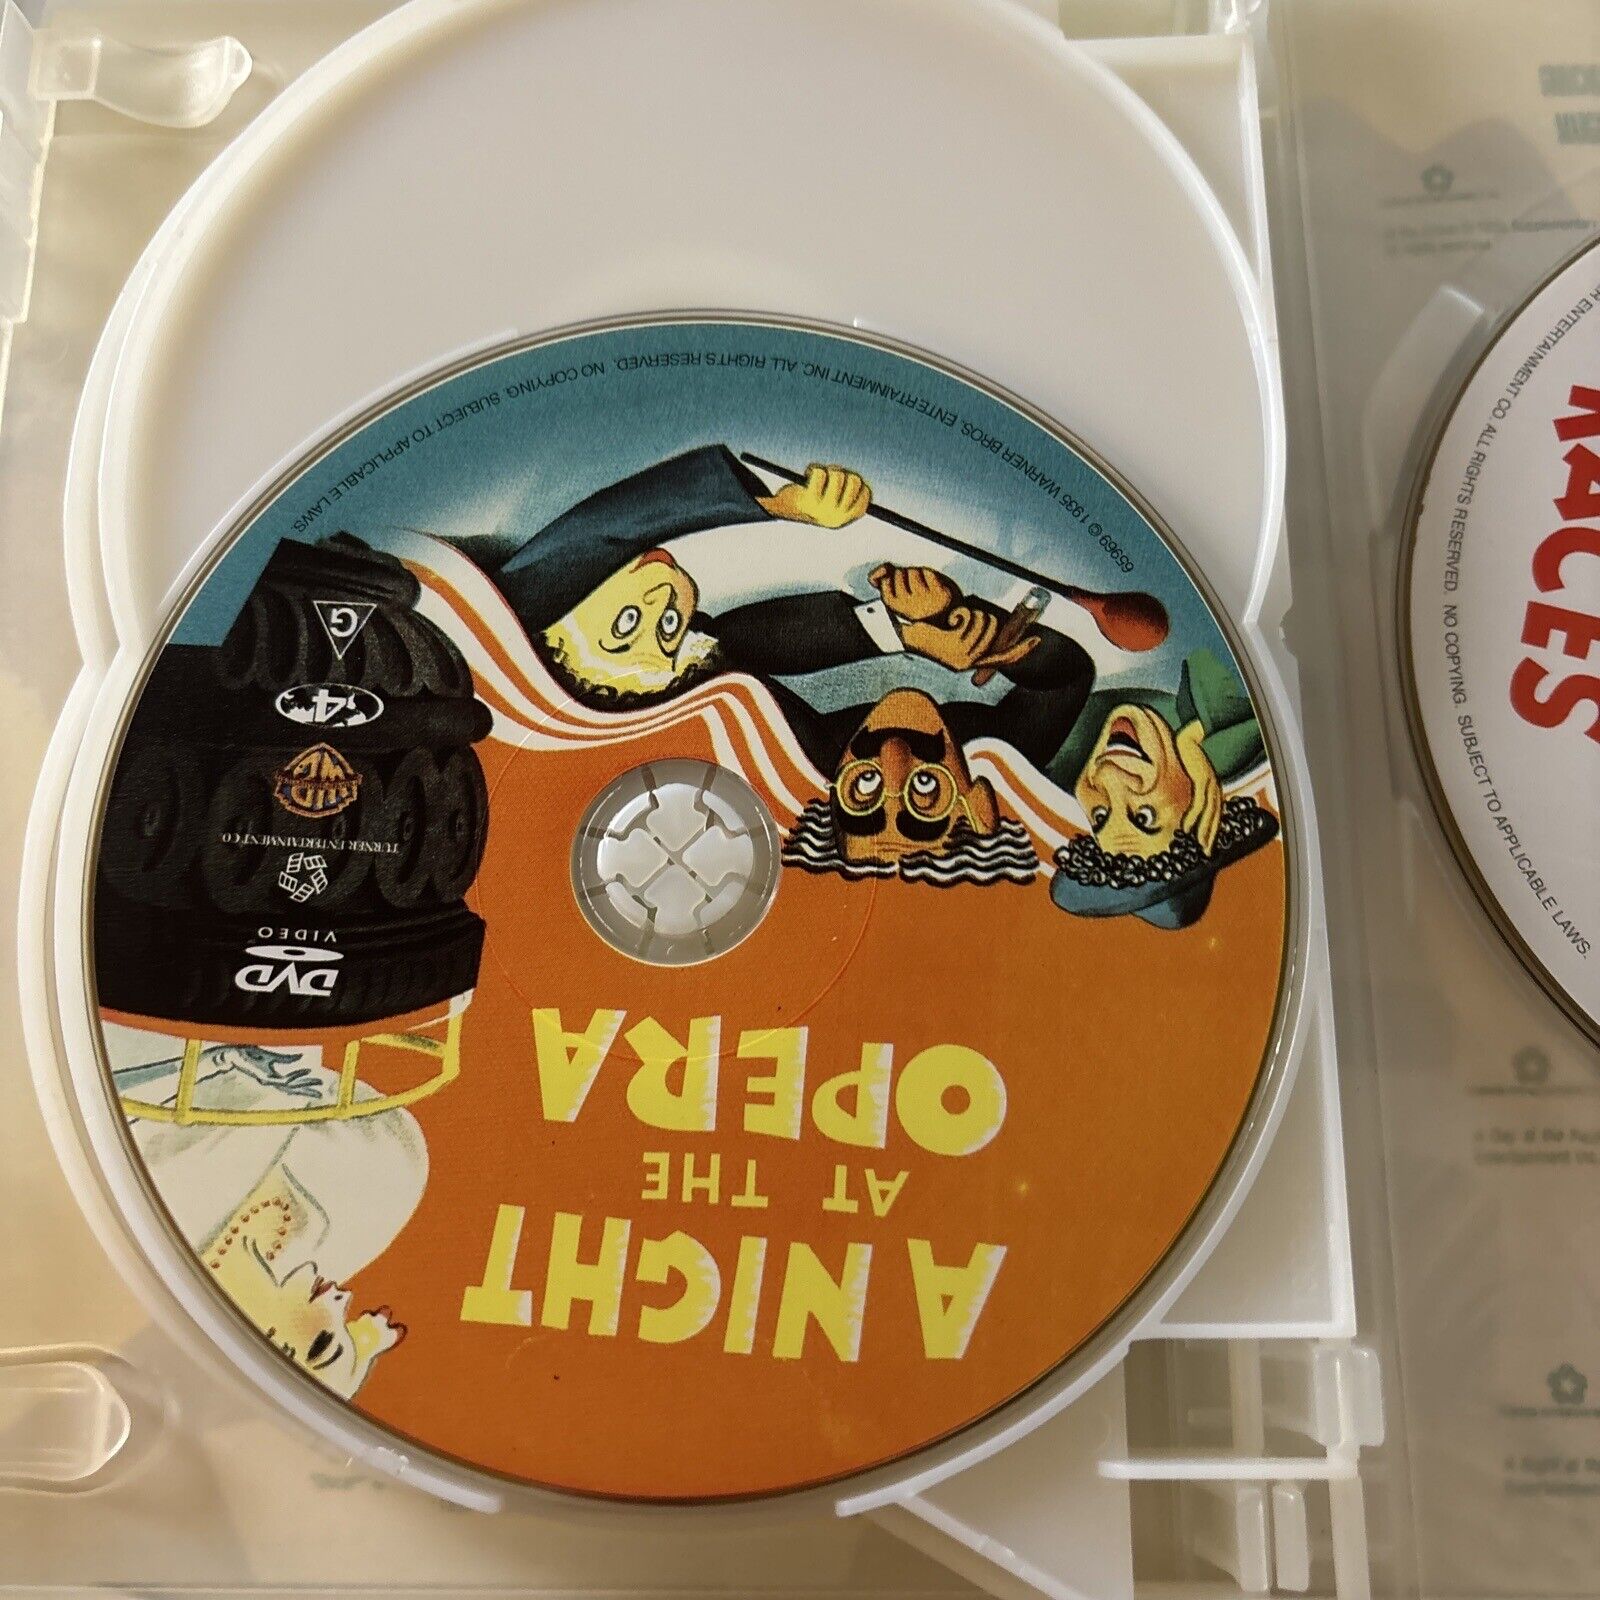 A NIGHT
AT THE
OPERA
DVD
VIDEO
TURNER ENTERTAINMENT CO
4
G
65969 © 1935 WARNER BROS. ENTERTAINMENT INC. ALL RIGHTS RESERVED. NO COPYING. SUBJECT TO APPLICABLE LAWS.
RACES
ENTERTAINMENT CO. ALL RIGHTS RESERVED. NO COPYING. SUBJECT TO APPLICABLE LAWS.